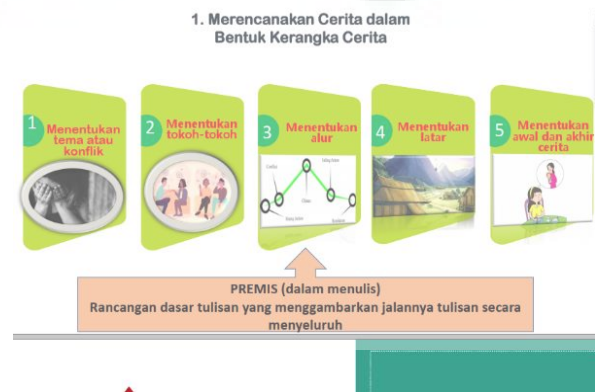 1. Merencanakan Cerita dalam
Bentuk Kerangka Cerita
1
Menentukan
tema atau
konflik
2
Menentukan
tokoh-tokoh
3
Menentukan
alur
4
Menentukan
latar
5
Menentukan
awal dan akhir
cerita
PREMIS (dalam menulis)
Rancangan dasar tulisan yang menggambarkan jalannya tulisan secara
menyeluruh